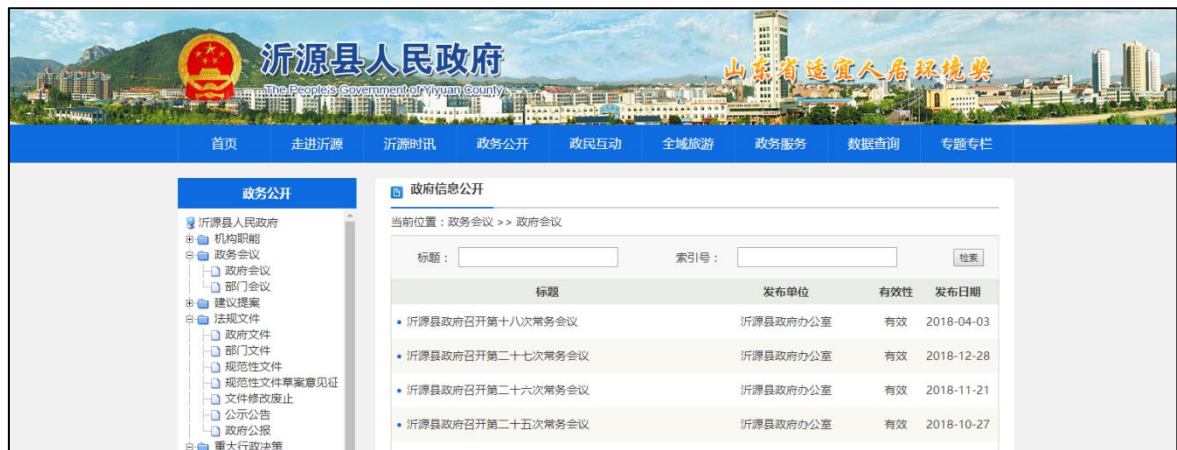 沂源县人民政府
The People's Government of Yiyuan County
山东省适宜人居环境奖
首页 走进沂源 沂源时讯 政务公开 政民互动 全域旅游 政务服务 数据查询 专题专栏
政务公开
沂源县人民政府
机构职能
政务会议
政府会议
部门会议
建议提案
法规文件
政府文件
部门文件
规范性文件
规范性文件草案意见征
文件修改废止
公示公告
政府公报
重大行政决策
政府信息公开
当前位置：政务会议 >> 政府会议
标题： 索引号： 检索
标题 发布单位 有效性 发布日期
沂源县政府召开第十八次常务会议 沂源县政府办公室 有效 2018-04-03
沂源县政府召开第二十七次常务会议 沂源县政府办公室 有效 2018-12-28
沂源县政府召开第二十六次常务会议 沂源县政府办公室 有效 2018-11-21
沂源县政府召开第二十五次常务会议 沂源县政府办公室 有效 2018-10-27